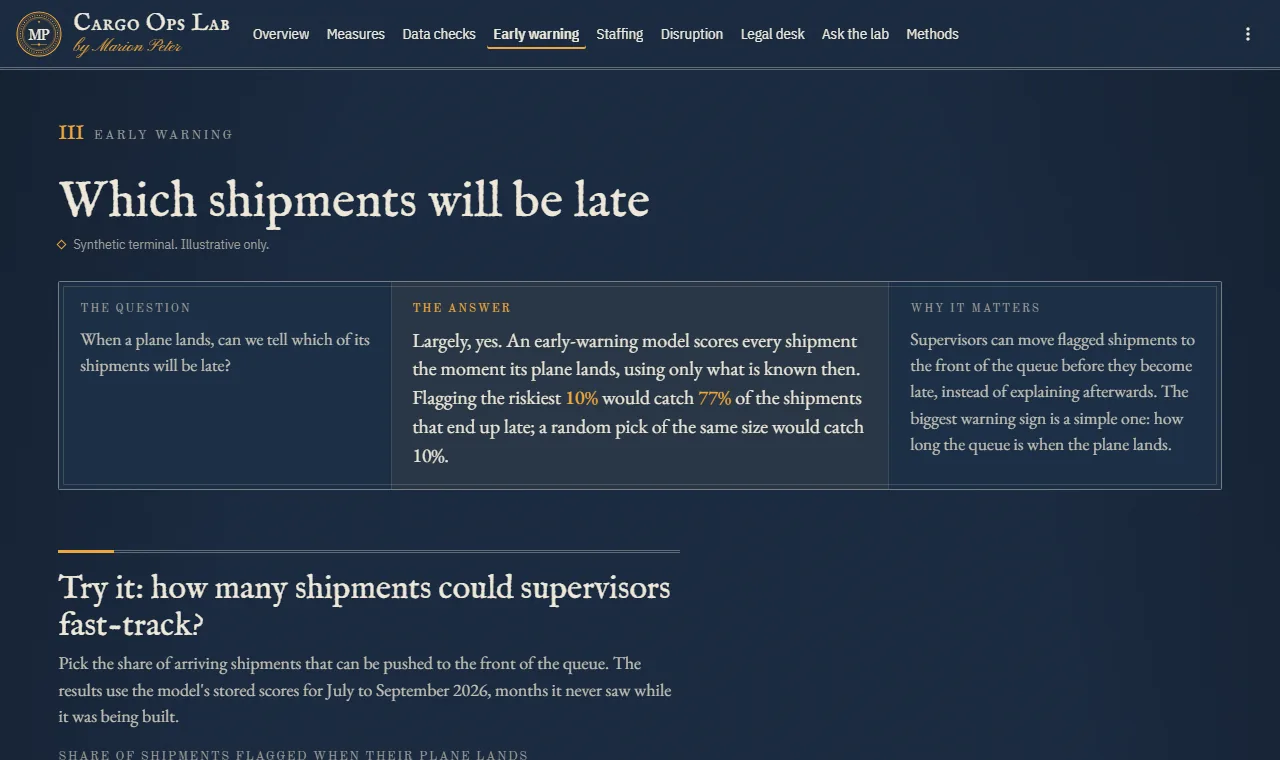 MP
Cargo Ops Lab
by Marion Peter
Overview
Measures
Data checks
Early warning
Staffing
Disruption
Legal desk
Ask the lab
Methods
III EARLY WARNING
Which shipments will be late
Synthetic terminal. Illustrative only.
THE QUESTION
When a plane lands, can we tell which of its
shipments will be late?
THE ANSWER
Largely, yes. An early-warning model scores every shipment
the moment its plane lands, using only what is known then.
Flagging the riskiest 10% would catch 77% of the shipments
that end up late; a random pick of the same size would catch
10%.
WHY IT MATTERS
Supervisors can move flagged shipments to
the front of the queue before they become
late, instead of explaining afterwards. The
biggest warning sign is a simple one: how
long the queue is when the plane lands.
Try it: how many shipments could supervisors
fast-track?
Pick the share of arriving shipments that can be pushed to the front of the queue. The
results use the model's stored scores for July to September 2026, months it never saw while
it was being built.
SHARE OF SHIPMENTS FLAGGED WHEN THEIR PLANE LANDS